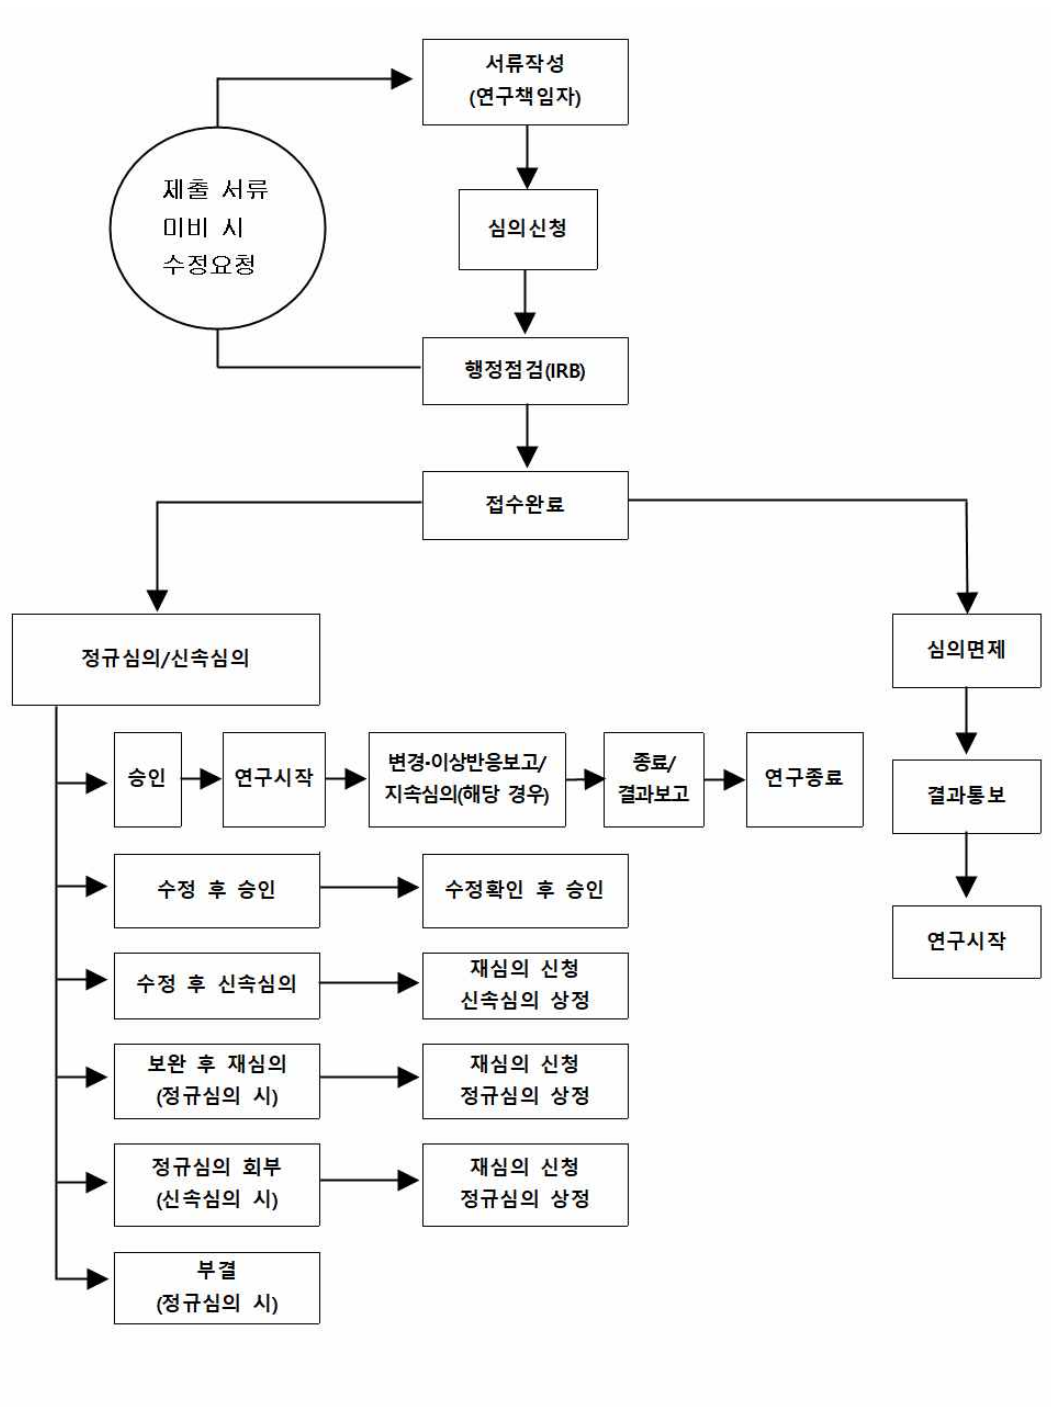 서류작성
(연구책임자)
제출 서류
미비 시
수정요청
심의신청
행정점검(IRB)
접수완료
정규심의/신속심의
심의면제
승인
연구시작
변경·이상반응보고/
지속심의(해당 경우)
종료/
결과보고
연구종료
결과통보
수정 후 승인
수정확인 후 승인
연구시작
수정 후 신속심의
재심의 신청
신속심의 상정
보완 후 재심의
(정규심의 시)
재심의 신청
정규심의 상정
정규심의 회부
(신속심의 시)
재심의 신청
정규심의 상정
부결
(정규심의 시)